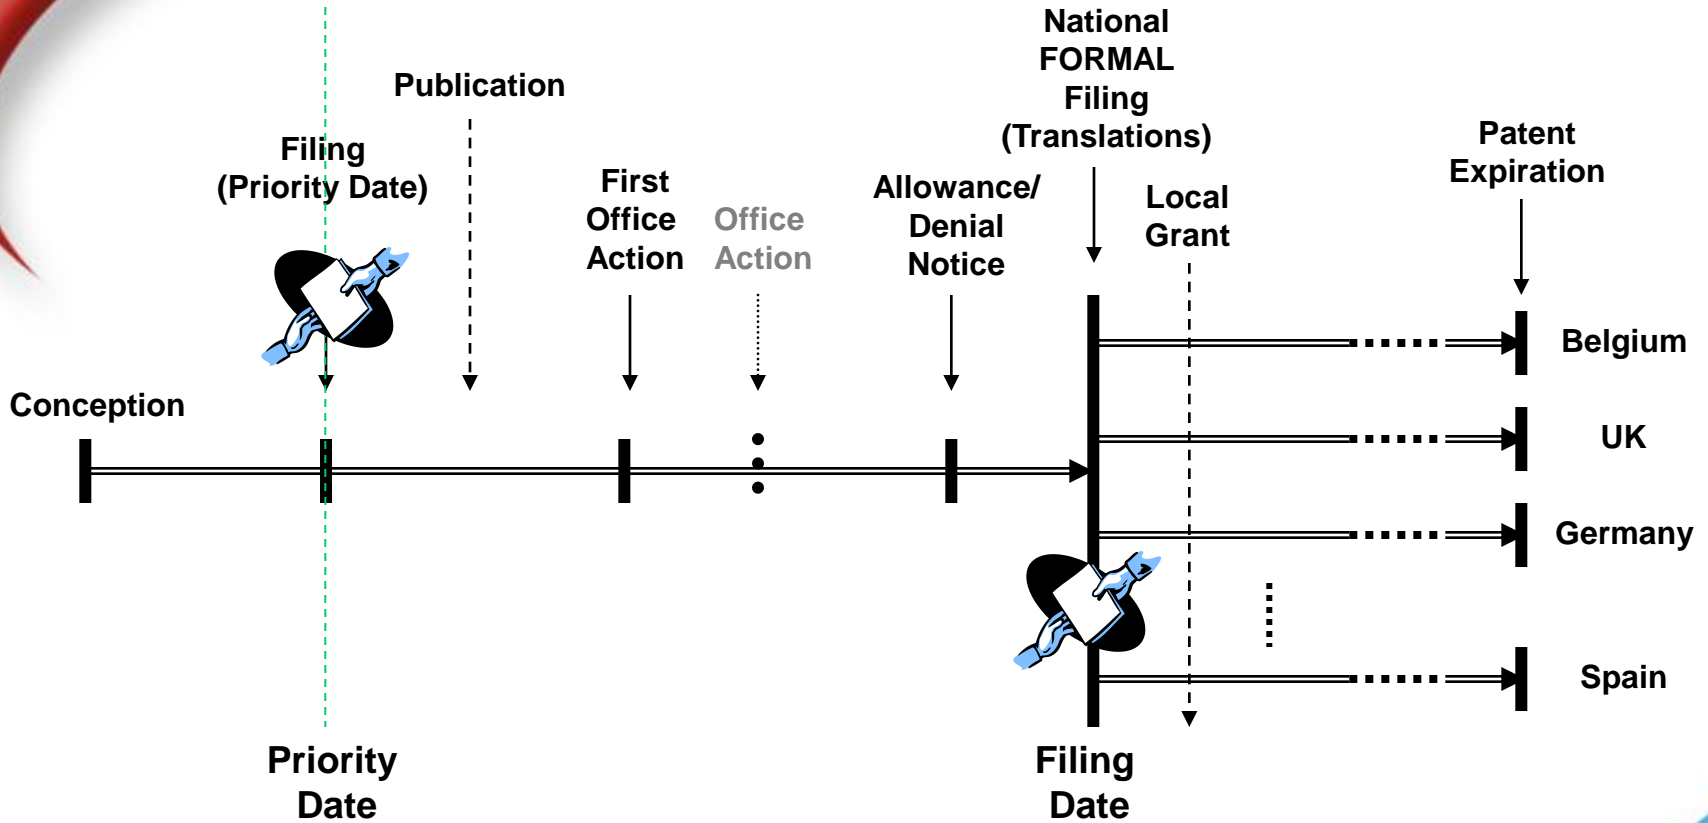 National
FORMAL
Filing
(Translations)
Publication
Filing
(Priority Date)
First
Office
Action
Office
Action
Allowance/
Denial
Notice
Local
Grant
Patent
Expiration
Conception
Belgium
UK
Germany
Spain
Priority
Date
Filing
Date